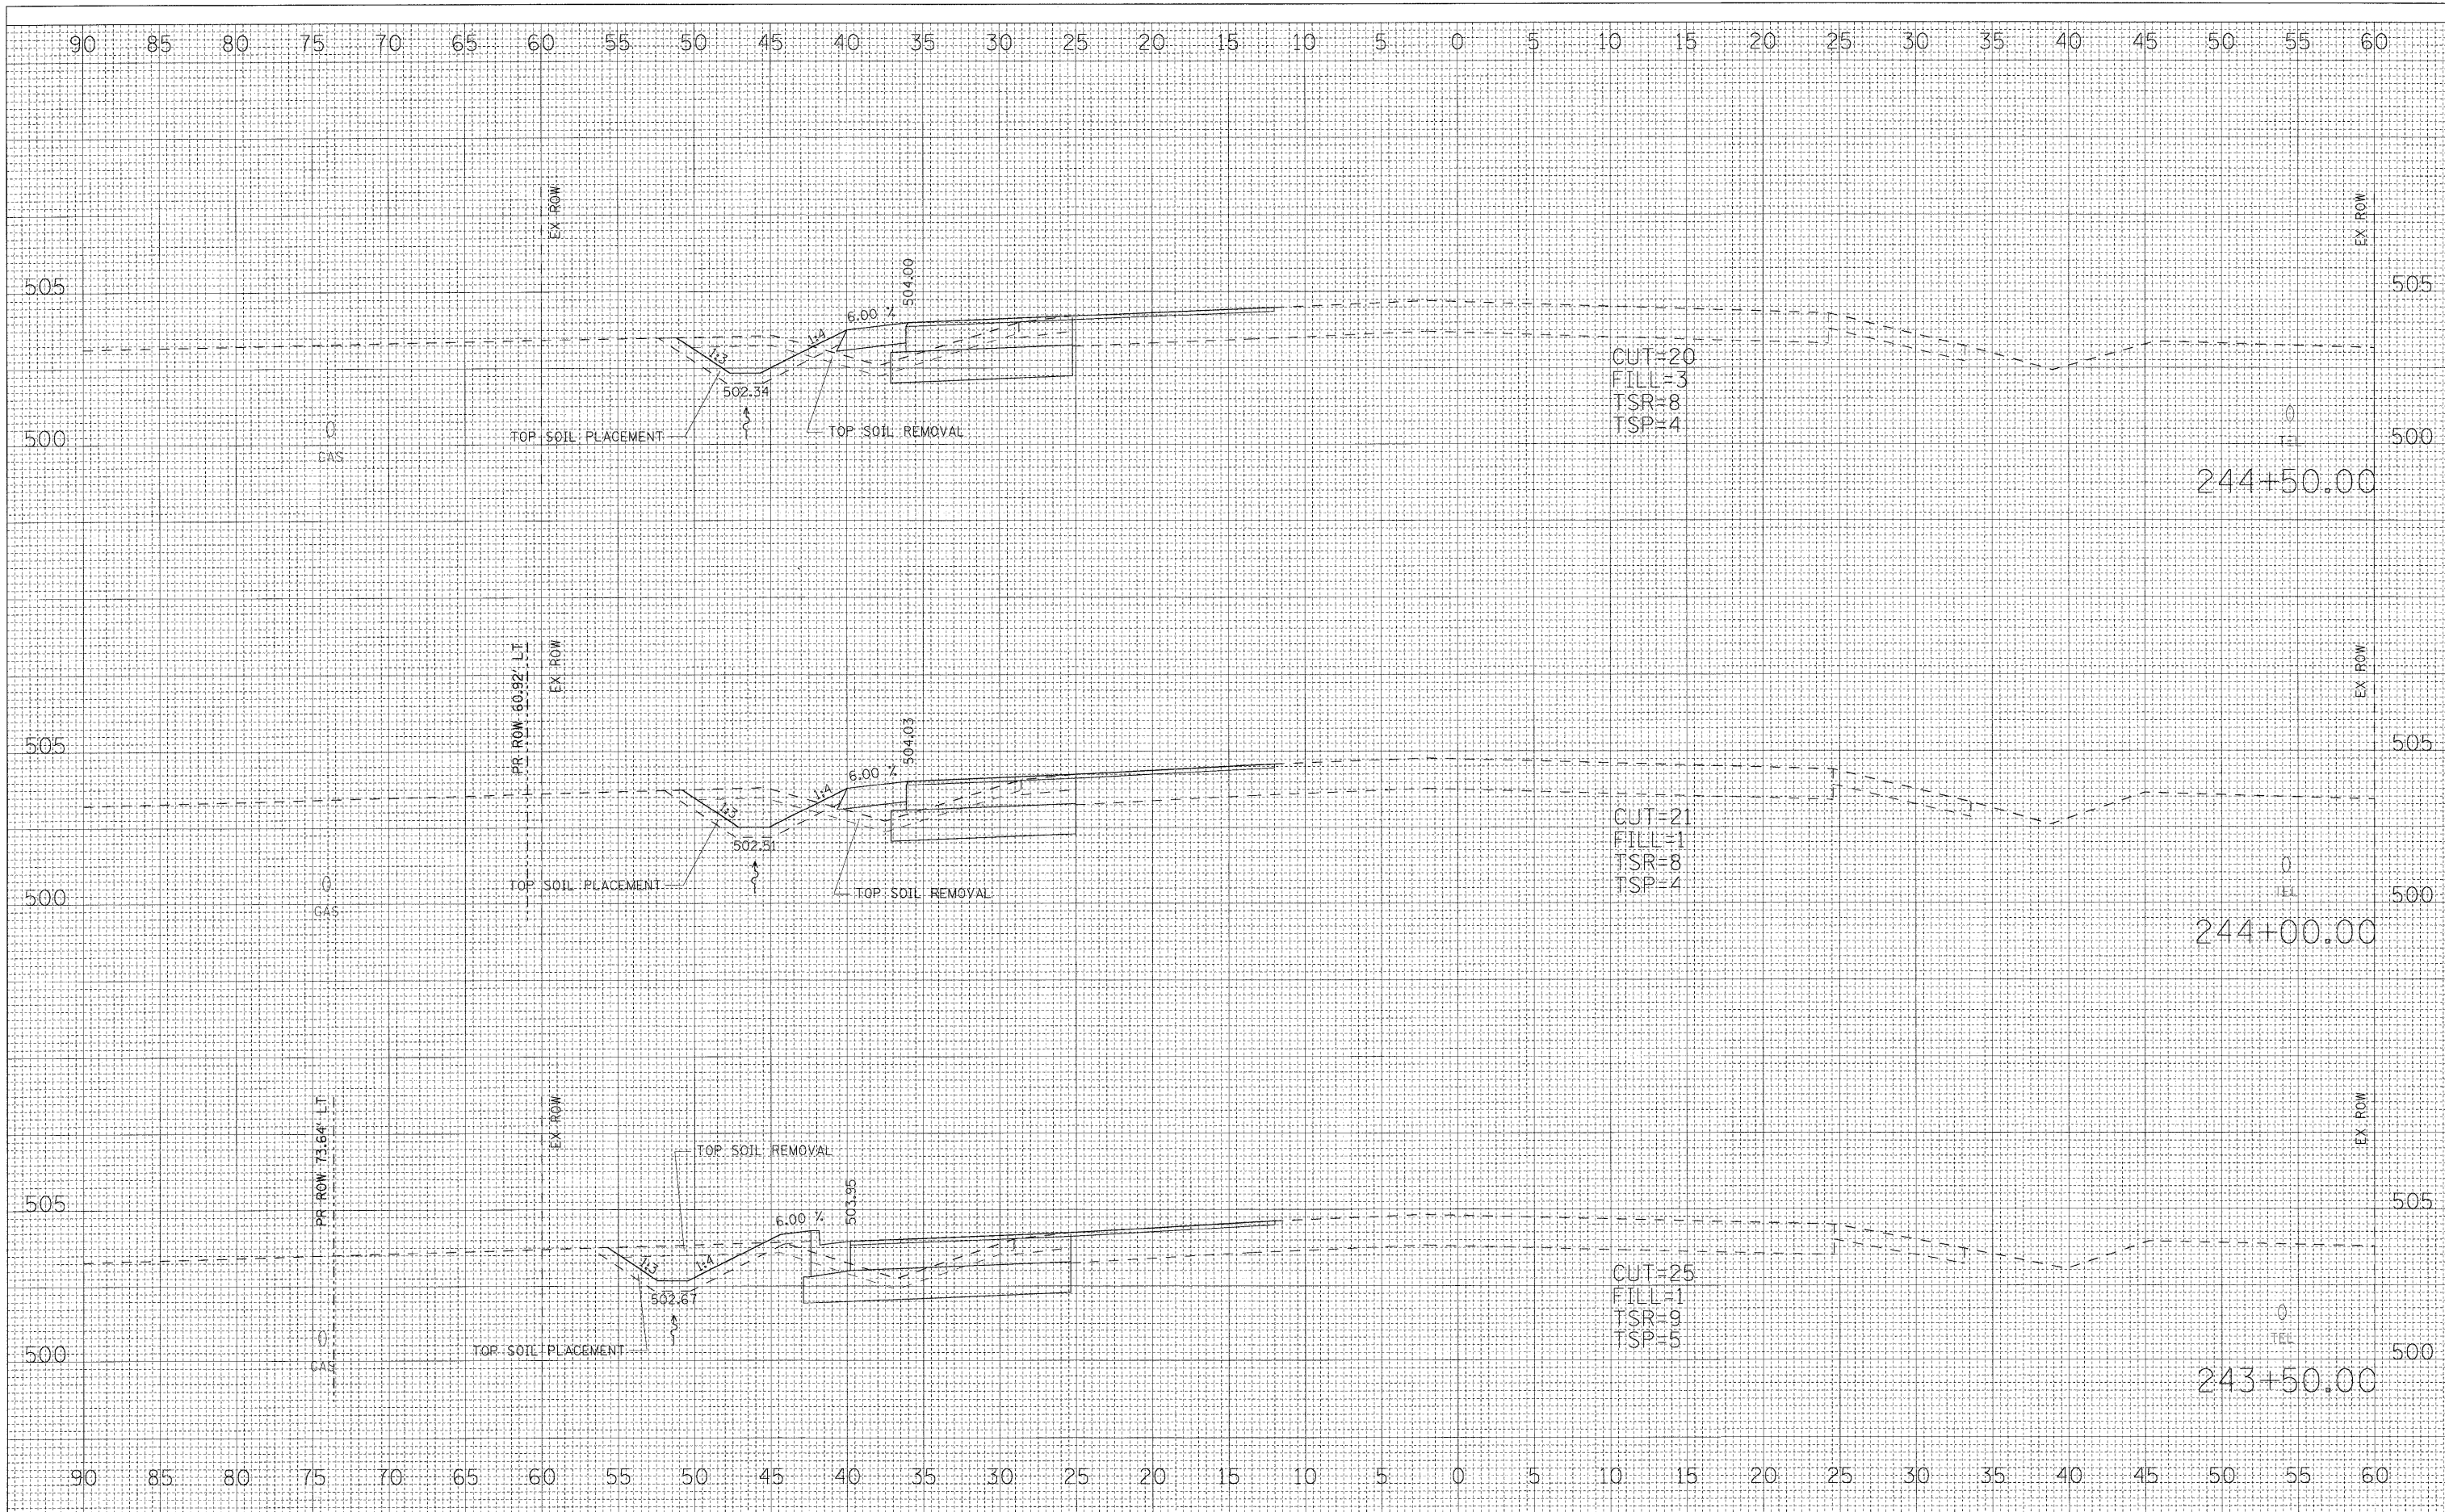 90 85 80 75 70 65 60 55 50 45 40 35 30 25 20 15 10 5 0 5 10 15 20 25 30 35 40 45 50 55 60
EX ROW
EX ROW
505
504.00
505
6.00 %
1:4
1:3
502.34
CUT=20
FILL=3
TSR=8
TSP=4
500
0
GAS
TOP SOIL PLACEMENT
TOP SOIL REMOVAL
0
TEL
500
244+50.00
PR ROW 60.92' LT
EX ROW
EX ROW
505
504.03
505
6.00 %
1:4
1:3
502.51
CUT=21
FILL=1
TSR=8
TSP=4
500
0
GAS
TOP SOIL PLACEMENT
TOP SOIL REMOVAL
0
TEL
500
244+00.00
PR ROW 73.64' LT
EX ROW
EX ROW
TOP SOIL REMOVAL
505
503.95
505
6.00 %
1:3
1:4
502.67
CUT=25
FILL=1
TSR=9
TSP=5
500
0
GAS
TOP SOIL PLACEMENT
0
TEL
500
243+50.00
90 85 80 75 70 65 60 55 50 45 40 35 30 25 20 15 10 5 0 5 10 15 20 25 30 35 40 45 50 55 60